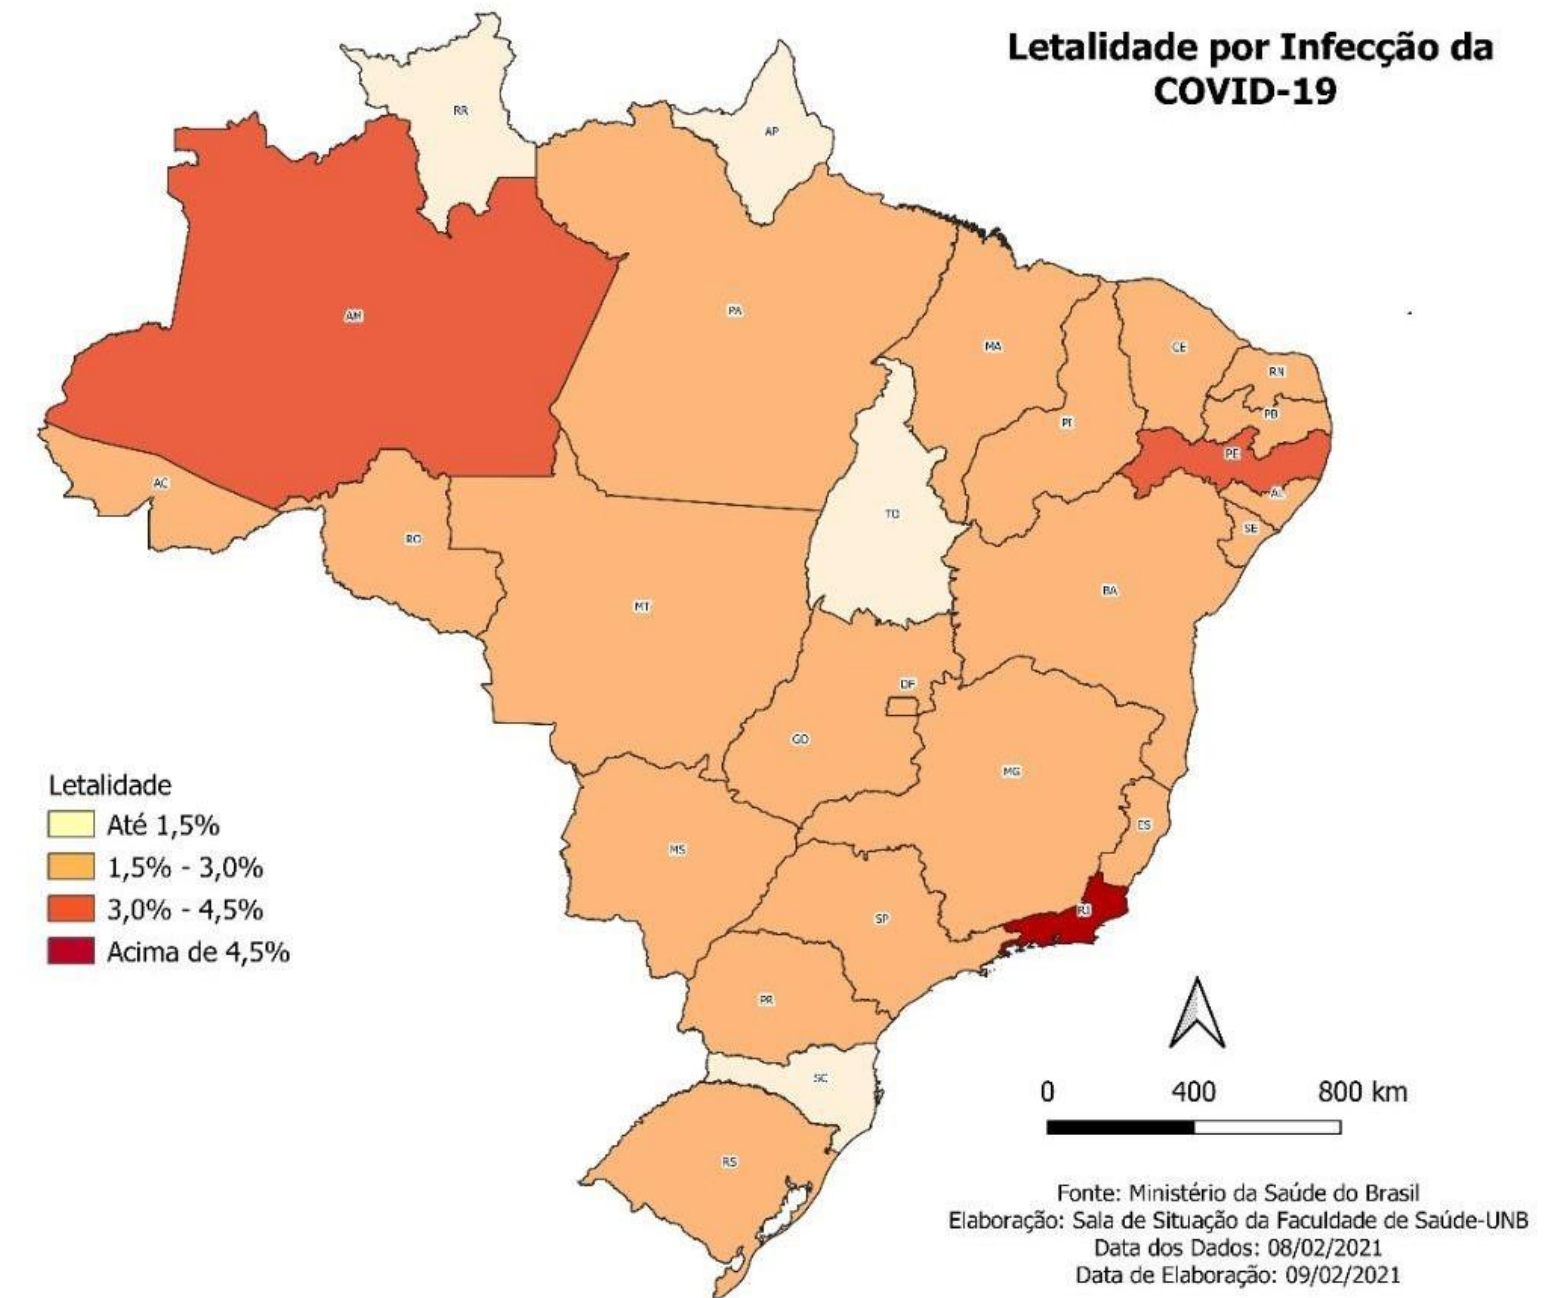 Letalidade por Infecção da
COVID-19
RR
AP
AM
PA
MA
CE
RN
PB
PI
PE
AL
SE
AC
TO
RO
BA
MT
DF
GO
MG
ES
MS
RJ
SP
PR
SC
RS
Letalidade
Até 1,5%
1,5% - 3,0%
3,0% - 4,5%
Acima de 4,5%
0 400 800 km
Fonte: Ministério da Saúde do Brasil
Elaboração: Sala de Situação da Faculdade de Saúde-UNB
Data dos Dados: 08/02/2021
Data de Elaboração: 09/02/2021